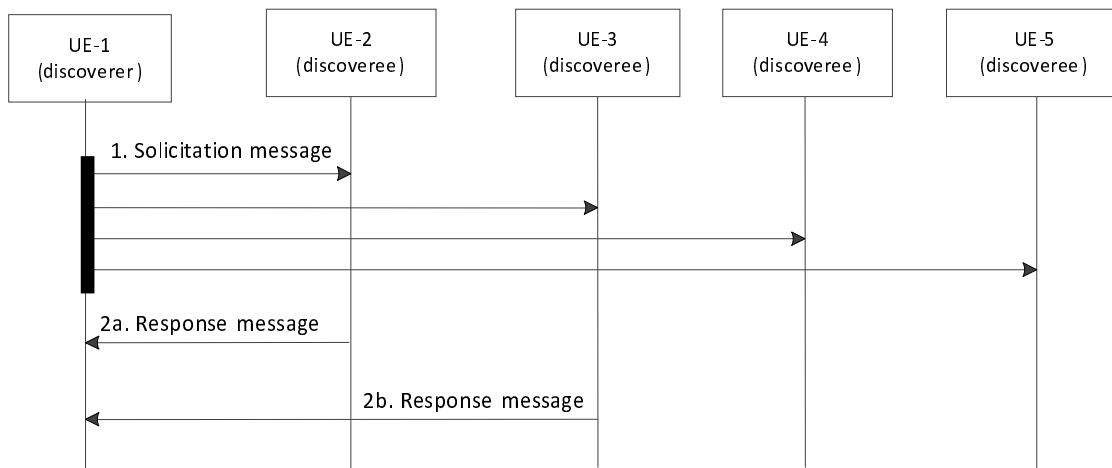 UE-1
(discoverer)
UE-2
(discoveree)
UE-3
(discoveree)
UE-4
(discoveree)
UE-5
(discoveree)
1. Solicitation message
2a. Response message
2b. Response message